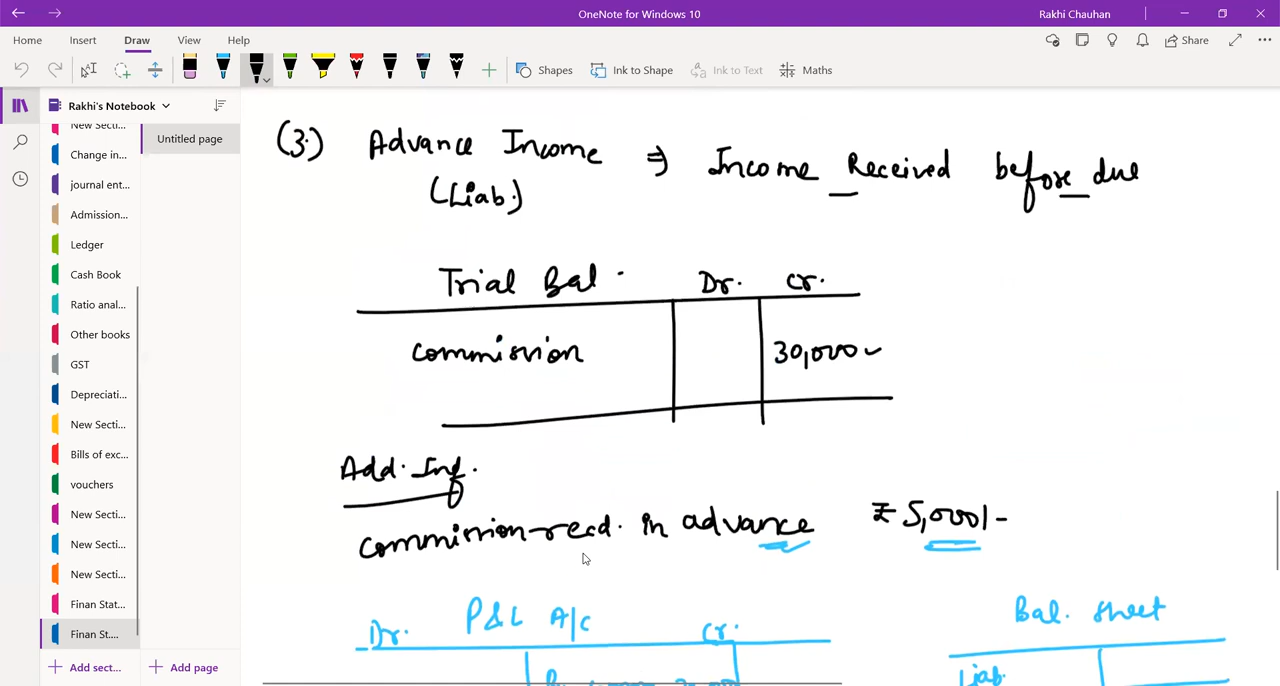 OneNote for Windows 10
Rakhi Chauhan
Home Insert Draw View Help
Share
Shapes Ink to Shape Ink to Text Maths
Rakhi's Notebook
Untitled page
New Secti...
Change in...
journal ent...
Admission...
Ledger
Cash Book
Ratio anal...
Other books
GST
Depreciati...
New Secti...
Bills of exc...
vouchers
New Secti...
New Secti...
New Secti...
Finan Stat...
Finan St....
Add sect...
Add page
(3.) Advance Income ⇒ Income Received before due
(Liab.)
Trial Bal. Dr. Cr.
Commission 30,000
Add. Inf.
Commission recd. in advance ₹ 5,000/-
P&L A/C
Dr. Cr.
Bal. Sheet
Liab.